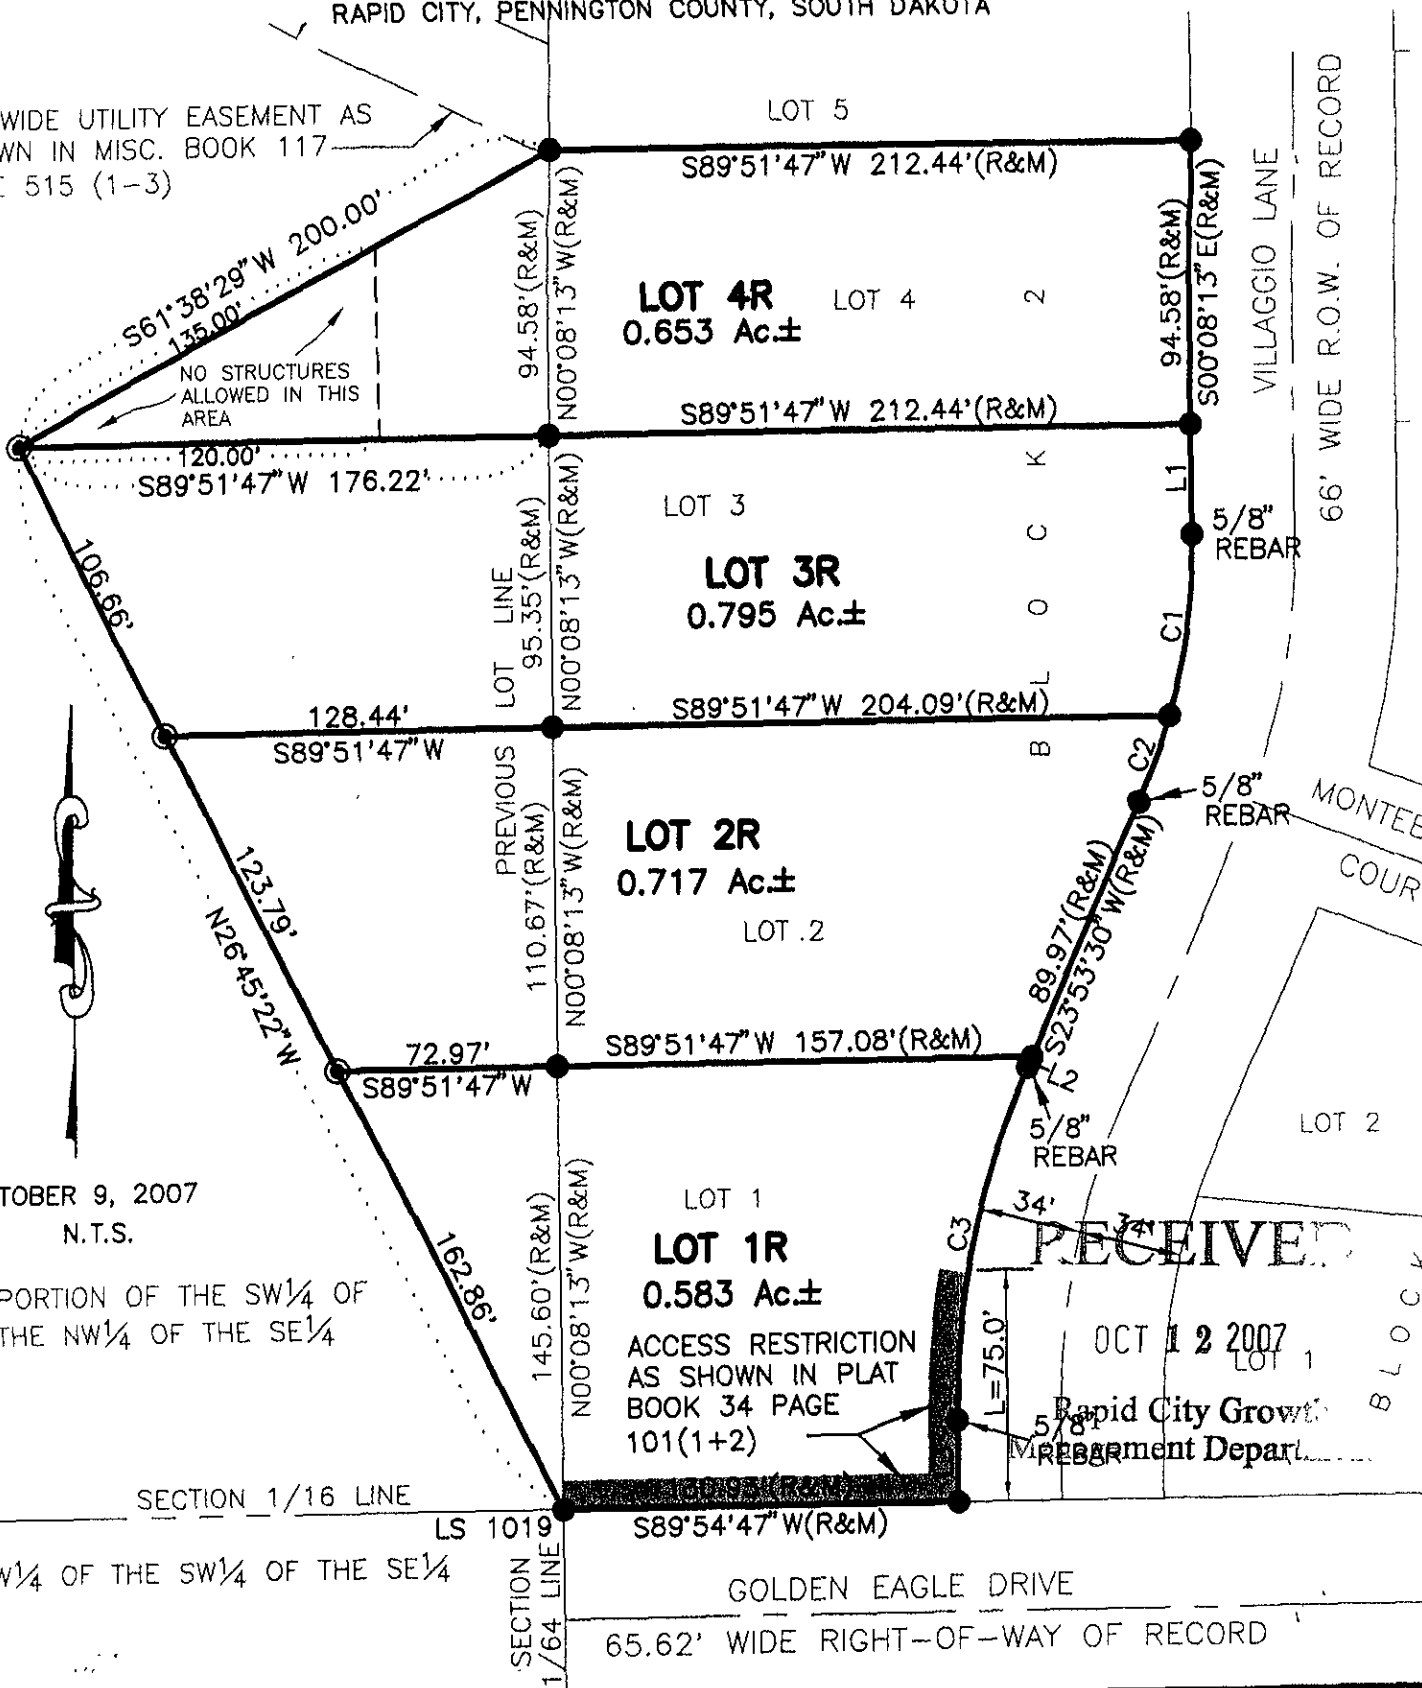 RAPID CITY, PENNINGTON COUNTY, SOUTH DAKOTA
WIDE UTILITY EASEMENT AS
WN IN MISC. BOOK 117
515 (1-3)
LOT 5
S89°51'47"W 212.44'(R&M)
S61°38'29"W 200.00'
135.00'
NO STRUCTURES
ALLOWED IN THIS
AREA
94.58'(R&M)
N00°08'13"W(R&M)
LOT 4R
0.653 Ac.±
LOT 4
94.58'(R&M)
S00°08'13"E(R&M)
VILLAGGIO LANE
66' WIDE R.O.W. OF RECORD
120.00'
S89°51'47"W 176.22'
S89°51'47"W 212.44'(R&M)
BLOCK 2
L1
5/8"
REBAR
C1
LOT 3
LOT 3R
0.795 Ac.±
106.66'
PREVIOUS LOT LINE
95.35'(R&M)
N00°08'13"W(R&M)
128.44'
S89°51'47"W
S89°51'47"W 204.09'(R&M)
C2
5/8"
REBAR
MONTEB
COUR
LOT 2R
0.717 Ac.±
LOT 2
123.79'
N26°45'22"W
110.67'(R&M)
N00°08'13"W(R&M)
89.97'(R&M)
S23°53'30"W(R&M)
72.97'
S89°51'47"W
S89°51'47"W 157.08'(R&M)
L2
5/8"
REBAR
LOT 2
TOBER 9, 2007
N.T.S.
PORTION OF THE SW¼ OF
THE NW¼ OF THE SE¼
162.86'
145.60'(R&M)
N00°08'13"W(R&M)
LOT 1
LOT 1R
0.583 Ac.±
ACCESS RESTRICTION
AS SHOWN IN PLAT
BOOK 34 PAGE
101(1+2)
C3
34'
34'
L=75.0'
RECEIVED
OCT 12 2007
LOT 1
BLOCK
Rapid City Growth
Management Depart
5/8"
REBAR
SECTION 1/16 LINE
LS 1019
S89°54'47"W(R&M)
W¼ OF THE SW¼ OF THE SE¼
SECTION
1/64 LINE
GOLDEN EAGLE DRIVE
65.62' WIDE RIGHT-OF-WAY OF RECORD